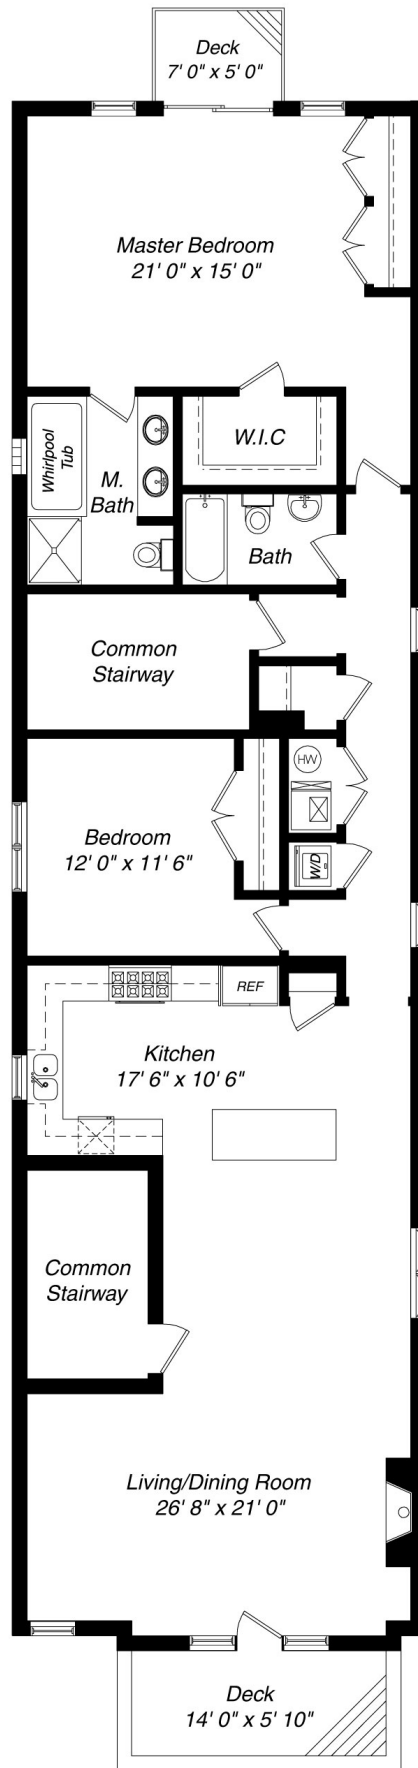 Deck
7' 0" x 5' 0"
Master Bedroom
21' 0" x 15' 0"
Whirlpool
Tub
M.
Bath
W.I.C
Bath
Common
Stairway
HW
Bedroom
12' 0" x 11' 6"
W/D
REF
Kitchen
17' 6" x 10' 6"
Common
Stairway
Living/Dining Room
26' 8" x 21' 0"
Deck
14' 0" x 5' 10"